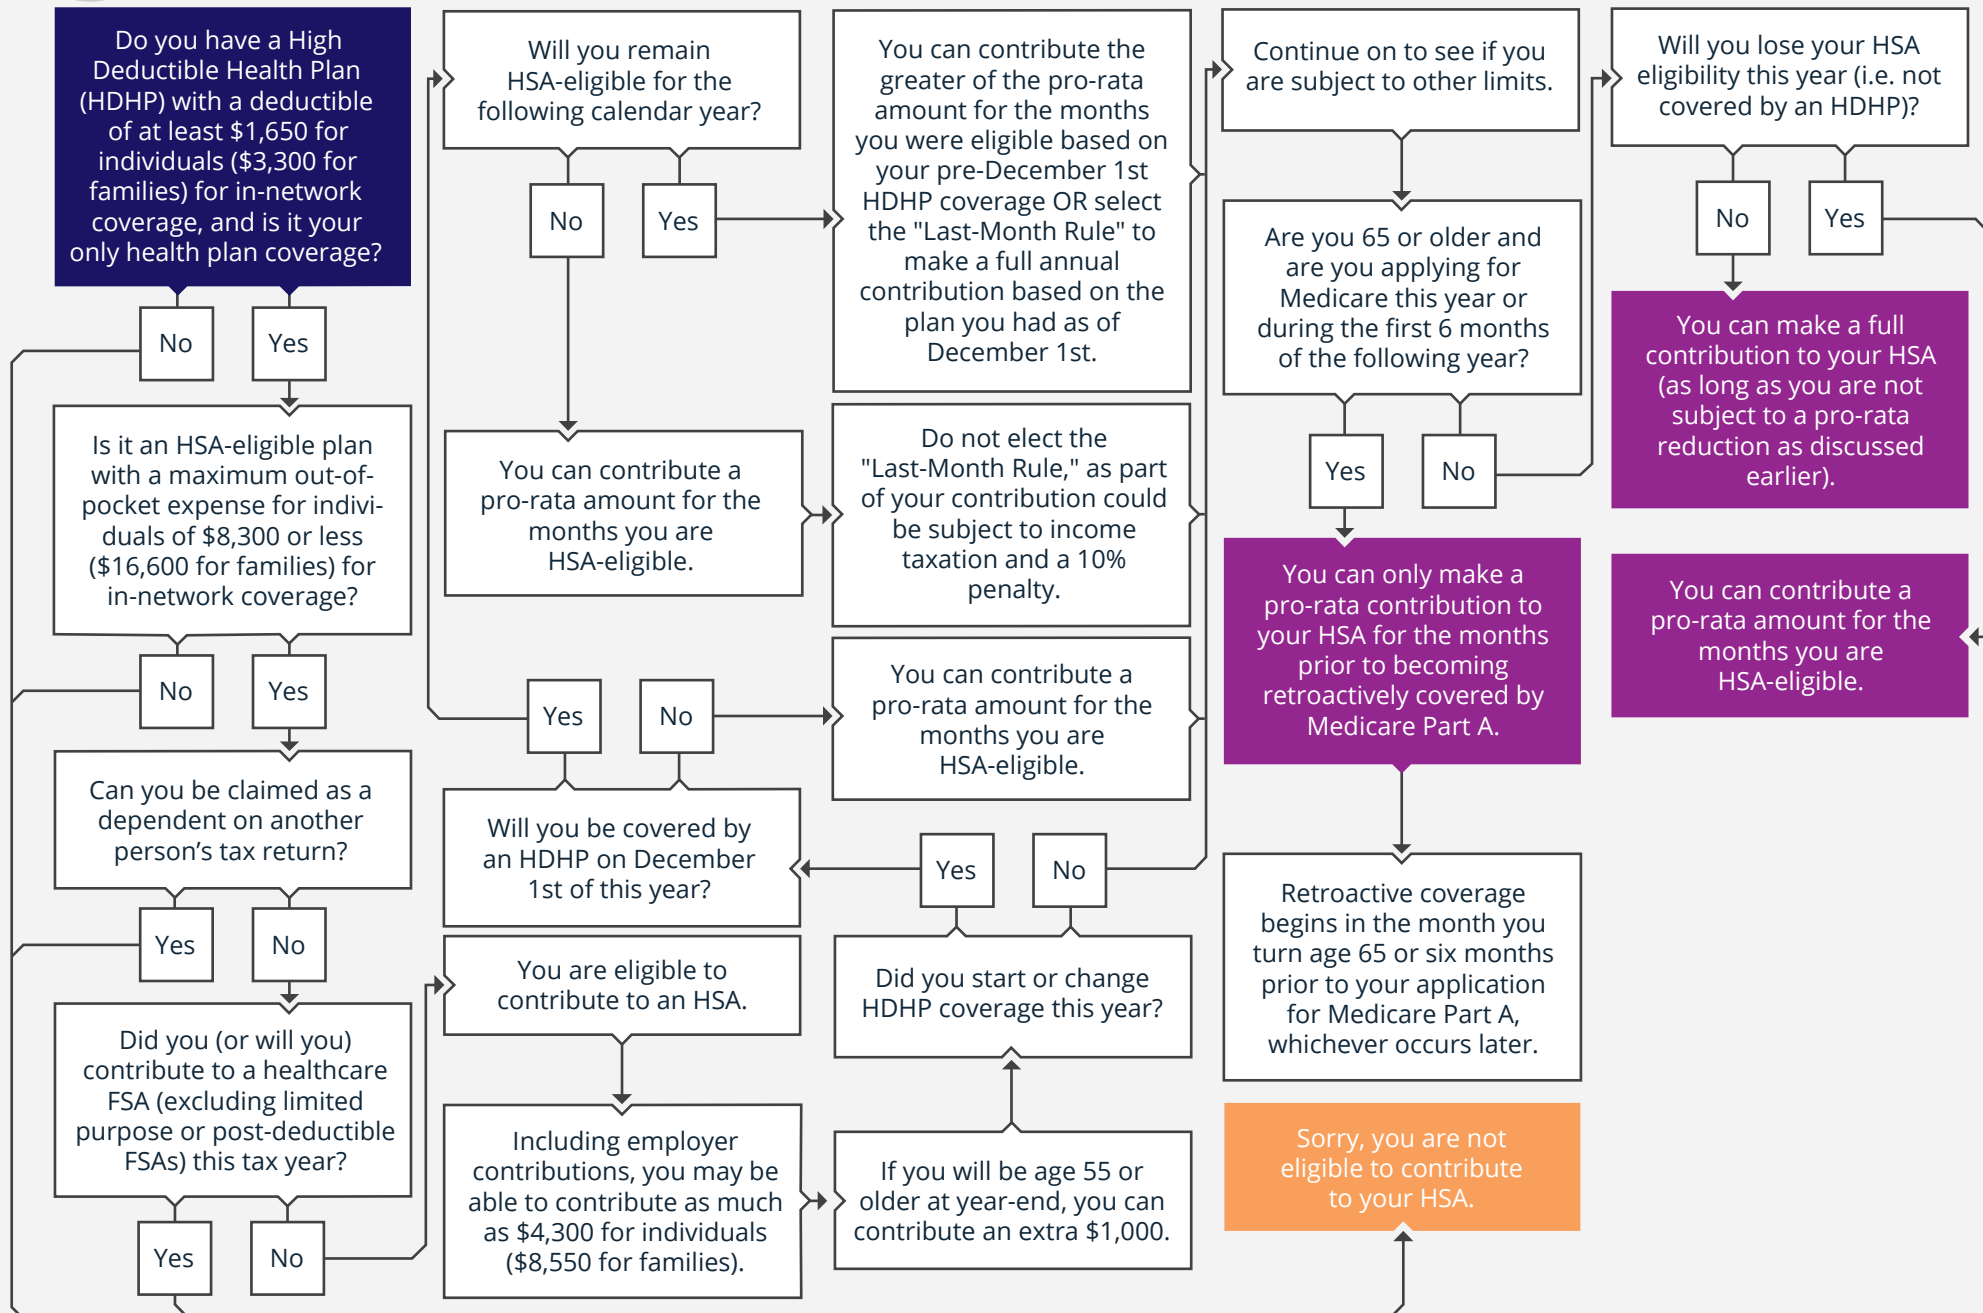 Do you have a High
Deductible Health Plan
(HDHP) with a deductible
of at least $1,650 for
individuals ($3,300 for
families) for in-network
coverage, and is it your
only health plan coverage?
No
Yes
Is it an HSA-eligible plan
with a maximum out-of-
pocket expense for indivi-
duals of $8,300 or less
($16,600 for families) for
in-network coverage?
No
Yes
Can you be claimed as a
dependent on another
person's tax return?
Yes
No
Did you (or will you)
contribute to a healthcare
FSA (excluding limited
purpose or post-deductible
FSAs) this tax year?
Yes
No
You are eligible to
contribute to an HSA.
Including employer
contributions, you may be
able to contribute as much
as $4,300 for individuals
($8,550 for families).
If you will be age 55 or
older at year-end, you can
contribute an extra $1,000.
Did you start or change
HDHP coverage this year?
Yes
No
Will you be covered by
an HDHP on December
1st of this year?
Yes
No
You can contribute a
pro-rata amount for the
months you are
HSA-eligible.
Will you remain
HSA-eligible for the
following calendar year?
No
Yes
You can contribute a
pro-rata amount for the
months you are
HSA-eligible.
Do not elect the
"Last-Month Rule," as part
of your contribution could
be subject to income
taxation and a 10%
penalty.
You can contribute the
greater of the pro-rata
amount for the months
you were eligible based on
your pre-December 1st
HDHP coverage OR select
the "Last-Month Rule" to
make a full annual
contribution based on the
plan you had as of
December 1st.
Continue on to see if you
are subject to other limits.
Are you 65 or older and
are you applying for
Medicare this year or
during the first 6 months
of the following year?
Yes
No
You can only make a
pro-rata contribution to
your HSA for the months
prior to becoming
retroactively covered by
Medicare Part A.
Retroactive coverage
begins in the month you
turn age 65 or six months
prior to your application
for Medicare Part A,
whichever occurs later.
Sorry, you are not
eligible to contribute
to your HSA.
Will you lose your HSA
eligibility this year (i.e. not
covered by an HDHP)?
No
Yes
You can make a full
contribution to your HSA
(as long as you are not
subject to a pro-rata
reduction as discussed
earlier).
You can contribute a
pro-rata amount for the
months you are
HSA-eligible.